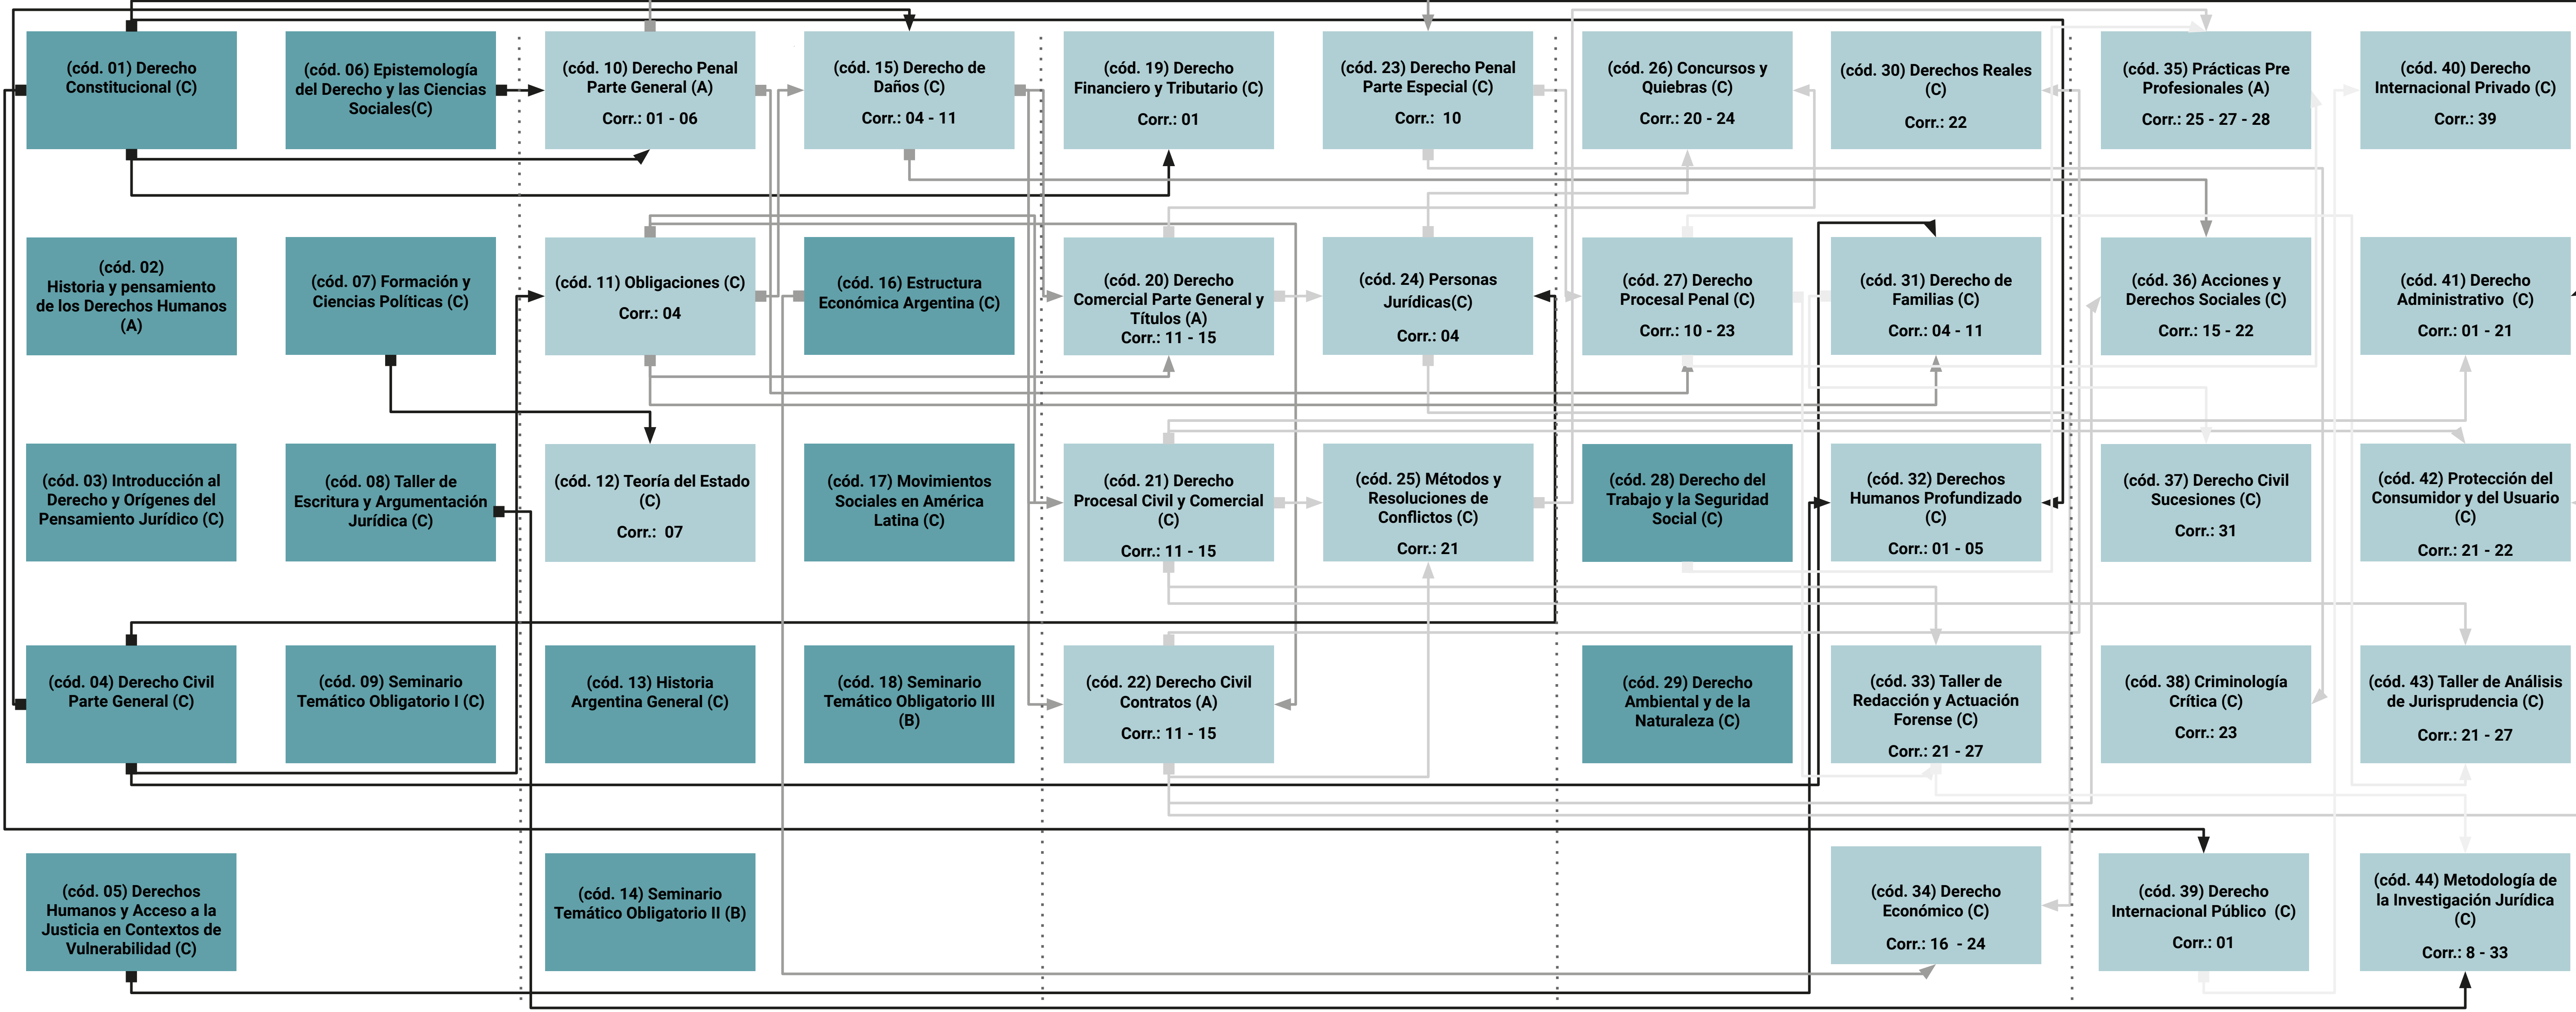 (cód. 01) Derecho
Constitucional (C)
(cód. 06) Epistemología
del Derecho y las Ciencias
Sociales(C)
(cód. 10) Derecho Penal
Parte General (A)
Corr.: 01 - 06
(cód. 15) Derecho de
Daños (C)
Corr.: 04 - 11
(cód. 19) Derecho
Financiero y Tributario (C)
Corr.: 01
(cód. 23) Derecho Penal
Parte Especial (C)
Corr.: 10
(cód. 26) Concursos y
Quiebras (C)
Corr.: 20 - 24
(cód. 30) Derechos Reales
(C)
Corr.: 22
(cód. 35) Prácticas Pre
Profesionales (A)
Corr.: 25 - 27 - 28
(cód. 40) Derecho
Internacional Privado (C)
Corr.: 39
(cód. 02)
Historia y pensamiento
de los Derechos Humanos
(A)
(cód. 07) Formación y
Ciencias Políticas (C)
(cód. 11) Obligaciones (C)
Corr.: 04
(cód. 16) Estructura
Económica Argentina (C)
(cód. 20) Derecho
Comercial Parte General y
Títulos (A)
Corr.: 11 - 15
(cód. 24) Personas
Jurídicas(C)
Corr.: 04
(cód. 27) Derecho
Procesal Penal (C)
Corr.: 10 - 23
(cód. 31) Derecho de
Familias (C)
Corr.: 04 - 11
(cód. 36) Acciones y
Derechos Sociales (C)
Corr.: 15 - 22
(cód. 41) Derecho
Administrativo (C)
Corr.: 01 - 21
(cód. 03) Introducción al
Derecho y Orígenes del
Pensamiento Jurídico (C)
(cód. 08) Taller de
Escritura y Argumentación
Jurídica (C)
(cód. 12) Teoría del Estado
(C)
Corr.: 07
(cód. 17) Movimientos
Sociales en América
Latina (C)
(cód. 21) Derecho
Procesal Civil y Comercial
(C)
Corr.: 11 - 15
(cód. 25) Métodos y
Resoluciones de
Conflictos (C)
Corr.: 21
(cód. 28) Derecho del
Trabajo y la Seguridad
Social (C)
(cód. 32) Derechos
Humanos Profundizado
(C)
Corr.: 01 - 05
(cód. 37) Derecho Civil
Sucesiones (C)
Corr.: 31
(cód. 42) Protección del
Consumidor y del Usuario
(C)
Corr.: 21 - 22
(cód. 04) Derecho Civil
Parte General (C)
(cód. 09) Seminario
Temático Obligatorio I (C)
(cód. 13) Historia
Argentina General (C)
(cód. 18) Seminario
Temático Obligatorio III
(B)
(cód. 22) Derecho Civil
Contratos (A)
Corr.: 11 - 15
(cód. 29) Derecho
Ambiental y de la
Naturaleza (C)
(cód. 33) Taller de
Redacción y Actuación
Forense (C)
Corr.: 21 - 27
(cód. 38) Criminología
Crítica (C)
Corr.: 23
(cód. 43) Taller de Análisis
de Jurisprudencia (C)
Corr.: 21 - 27
(cód. 05) Derechos
Humanos y Acceso a la
Justicia en Contextos de
Vulnerabilidad (C)
(cód. 14) Seminario
Temático Obligatorio II (B)
(cód. 34) Derecho
Económico (C)
Corr.: 16 - 24
(cód. 39) Derecho
Internacional Público (C)
Corr.: 01
(cód. 44) Metodología de
la Investigación Jurídica
(C)
Corr.: 8 - 33